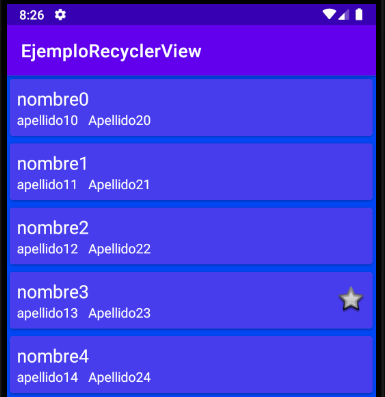 8:26
EjemploRecyclerView
nombre0
apellido10 Apellido20
nombre1
apellido11 Apellido21
nombre2
apellido12 Apellido22
nombre3
apellido13 Apellido23
nombre4
apellido14 Apellido24